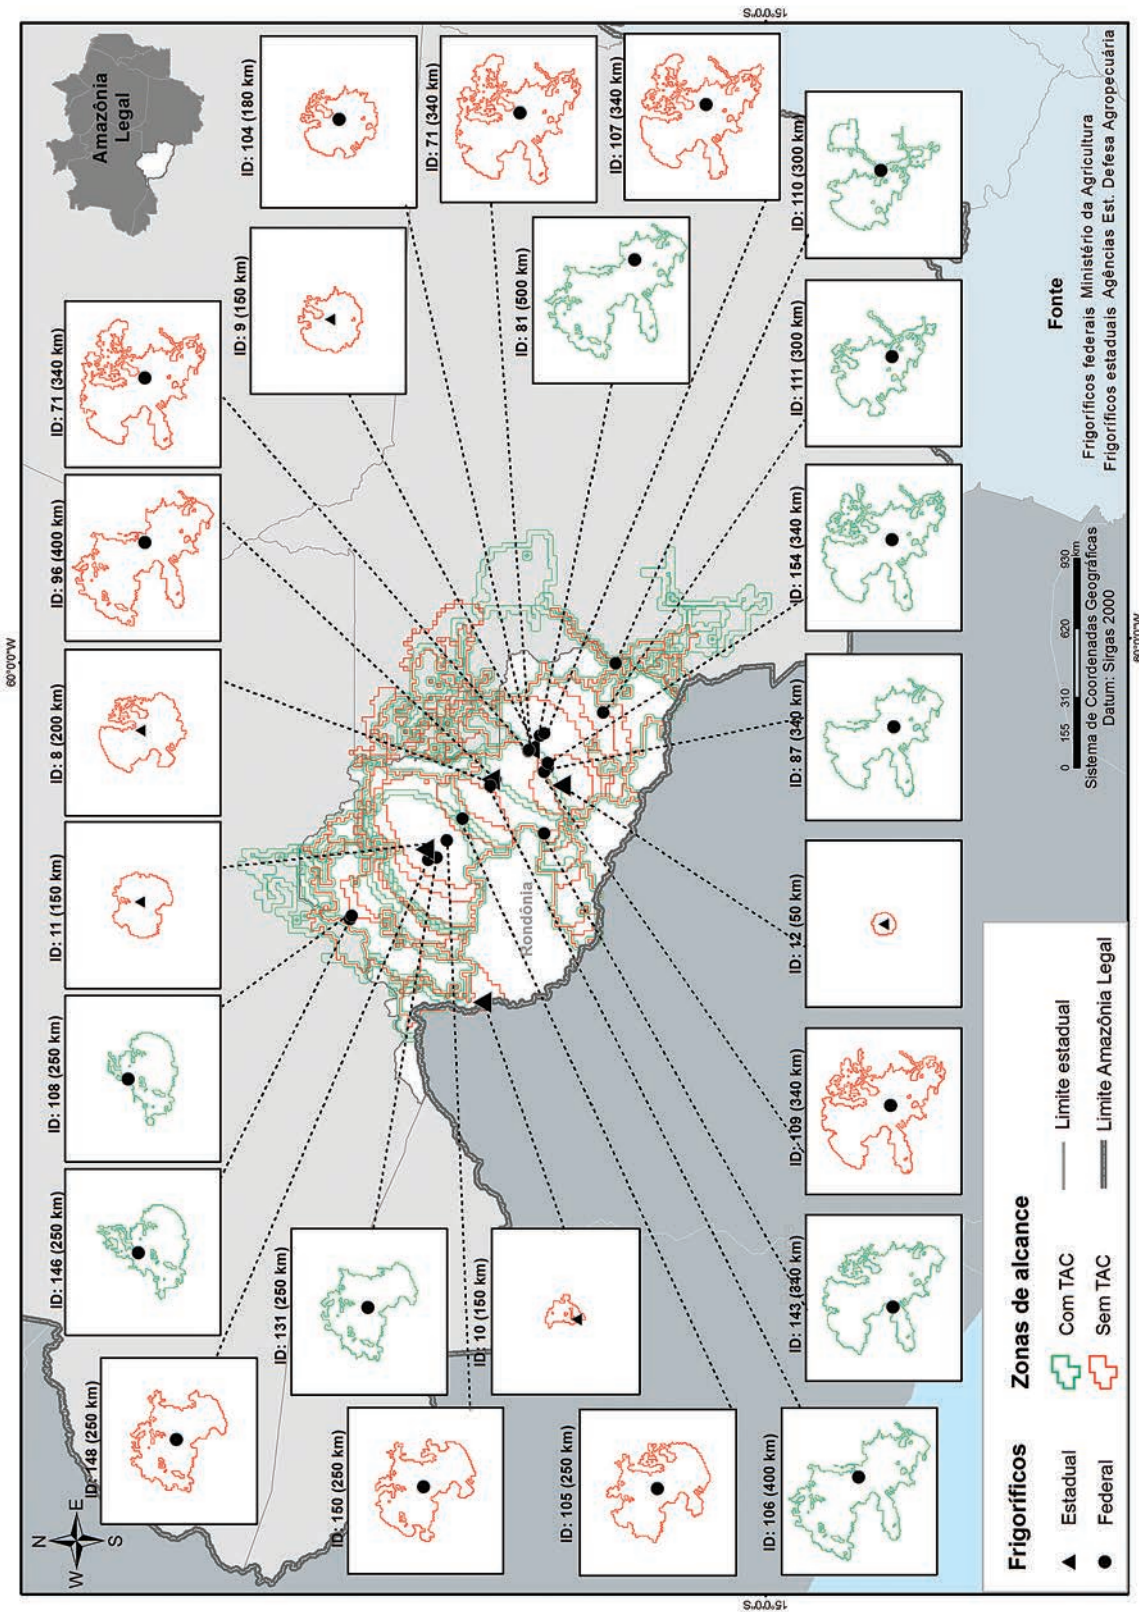 60°0'0"W
15°0'0"S
N
W
E
S
Amazônia
Legal
ID: 148 (250 km)
ID: 146 (250 km)
ID: 108 (250 km)
ID: 11 (150 km)
ID: 8 (200 km)
ID: 96 (400 km)
ID: 71 (340 km)
ID: 9 (150 km)
ID: 104 (180 km)
ID: 71 (340 km)
ID: 107 (340 km)
ID: 81 (500 km)
ID: 131 (250 km)
ID: 150 (250 km)
ID: 10 (150 km)
ID: 105 (250 km)
ID: 106 (400 km)
Rondônia
ID: 143 (340 km)
ID: 109 (340 km)
ID: 12 (50 km)
ID: 87 (340 km)
ID: 154 (340 km)
ID: 111 (300 km)
ID: 110 (300 km)
Frigoríficos
Estadual
Federal
Zonas de alcance
Com TAC
Sem TAC
Limite estadual
Limite Amazônia Legal
0 155 310 620 930
km
Sistema de Coordenadas Geográficas
Datum: Sirgas 2000
Fonte
Frigoríficos federais Ministério da Agricultura
Frigoríficos estaduais Agências Est. Defesa Agropecuária
60°0'0"W
15°0'0"S